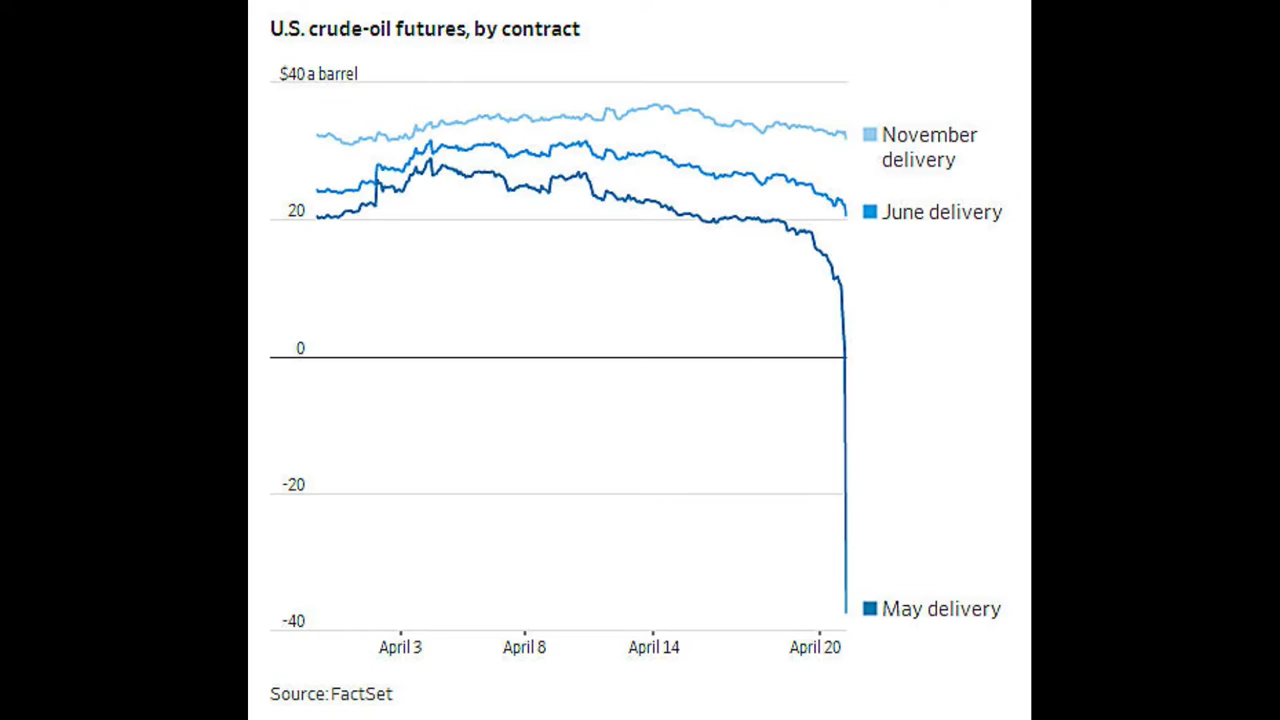 U.S. crude-oil futures, by contract
$40 a barrel
November
delivery
20
June delivery
0
-20
May delivery
-40
April 3
April 8
April 14
April 20
Source: FactSet